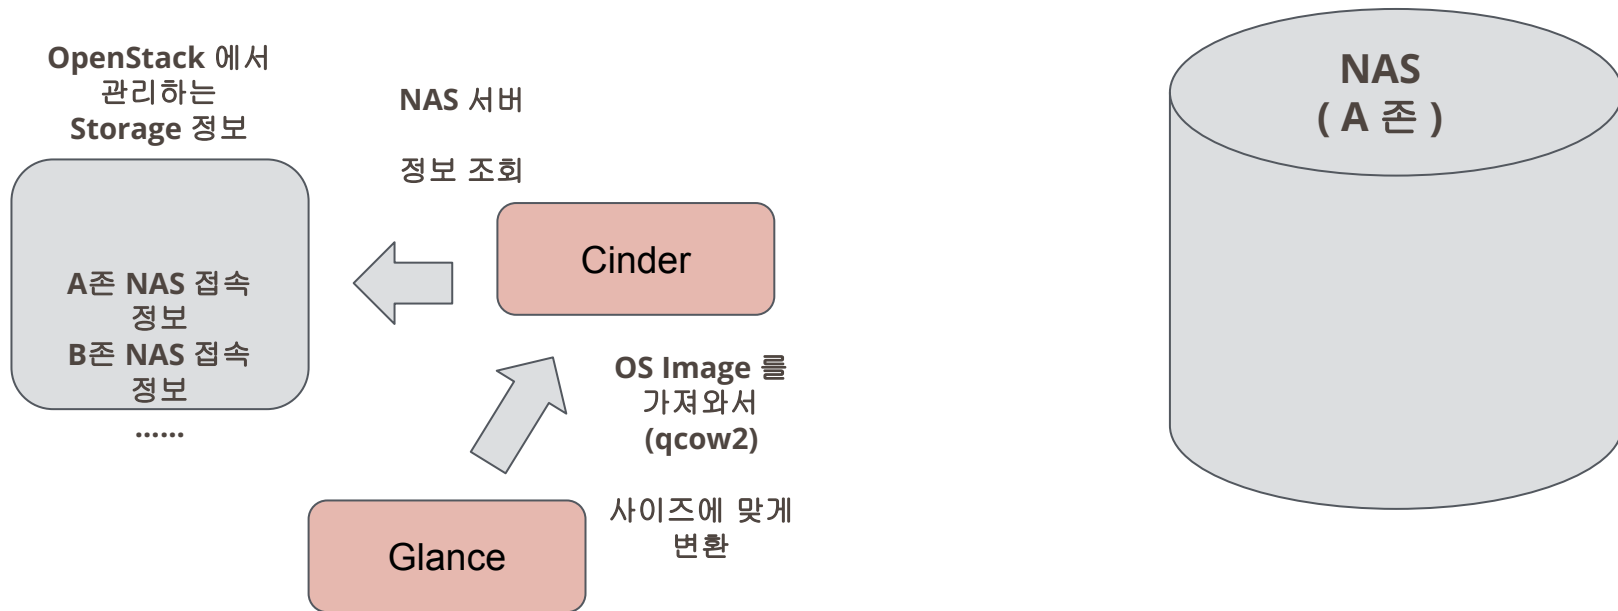 OpenStack 에서
관리하는
Storage 정보
NAS 서버
정보 조회
NAS
( A 존 )
Cinder
A존 NAS 접속
정보
B존 NAS 접속
정보
......
OS Image 를
가져와서
(qcow2)
사이즈에 맞게
변환
Glance